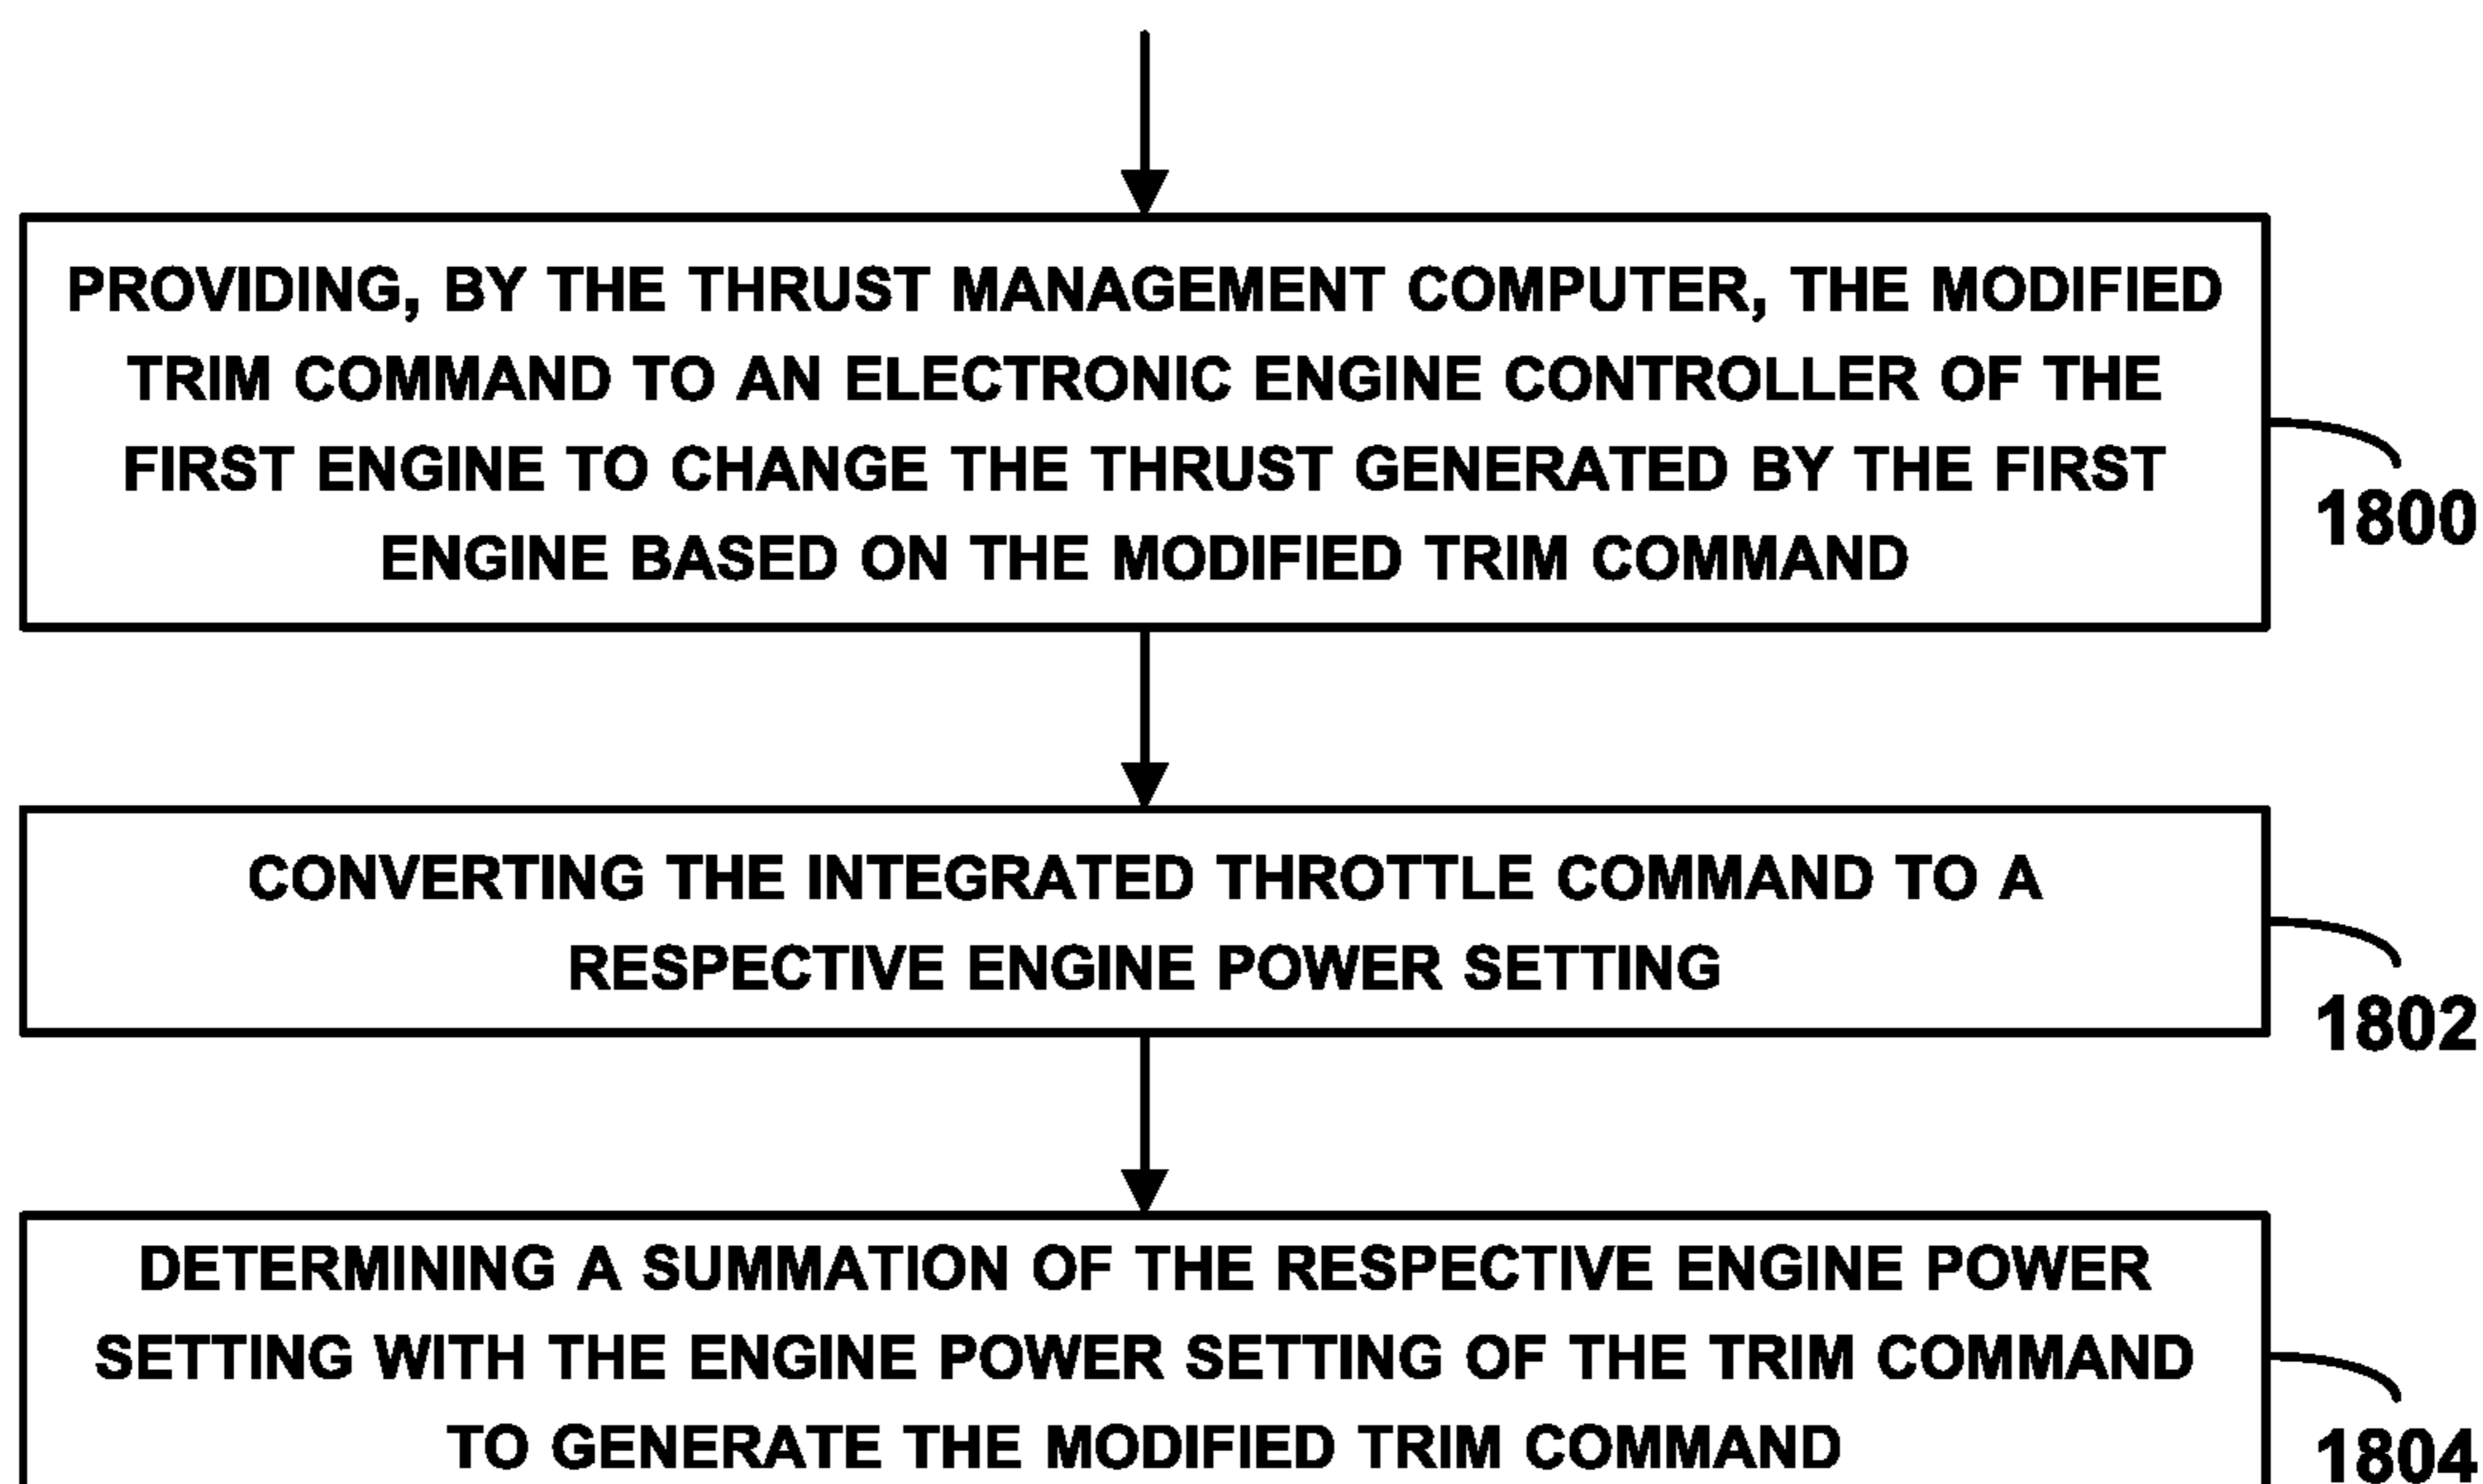 PROVIDING, BY THE THRUST MANAGEMENT COMPUTER, THE MODIFIED
TRIM COMMAND TO AN ELECTRONIC ENGINE CONTROLLER OF THE
FIRST ENGINE TO CHANGE THE THRUST GENERATED BY THE FIRST
ENGINE BASED ON THE MODIFIED TRIM COMMAND
1800
CONVERTING THE INTEGRATED THROTTLE COMMAND TO A
RESPECTIVE ENGINE POWER SETTING
1802
DETERMINING A SUMMATION OF THE RESPECTIVE ENGINE POWER
SETTING WITH THE ENGINE POWER SETTING OF THE TRIM COMMAND
TO GENERATE THE MODIFIED TRIM COMMAND
1804